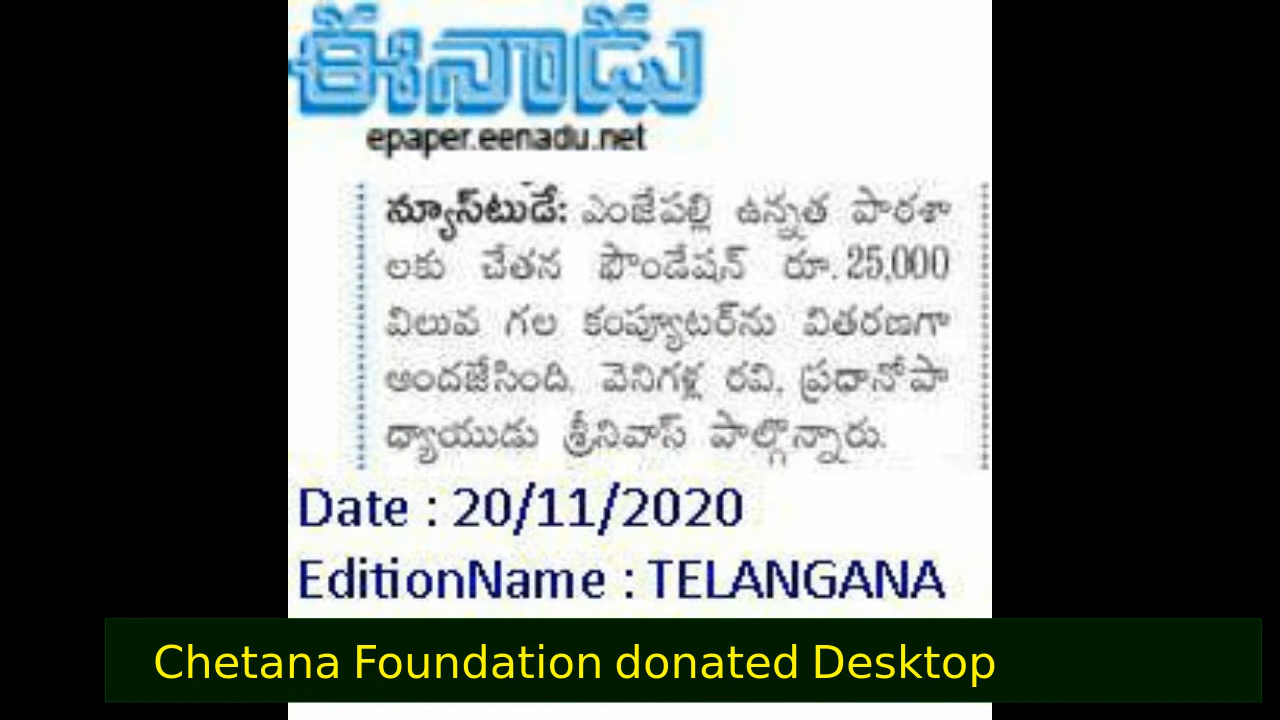 ఈనాడు
epaper.eenadu.net
న్యూస్‌టుడే: ఎంజేపల్లి ఉన్నత పాఠశా
లకు చేతన ఫౌండేషన్ రూ. 25,000
విలువ గల కంప్యూటర్‌ను వితరణగా
అందజేసింది. వెనిగళ్ల రవి, ప్రదానోపా
ధ్యాయుడు శ్రీనివాస్ పాల్గొన్నారు.
Date : 20/11/2020
EditionName : TELANGANA
Chetana Foundation donated Desktop